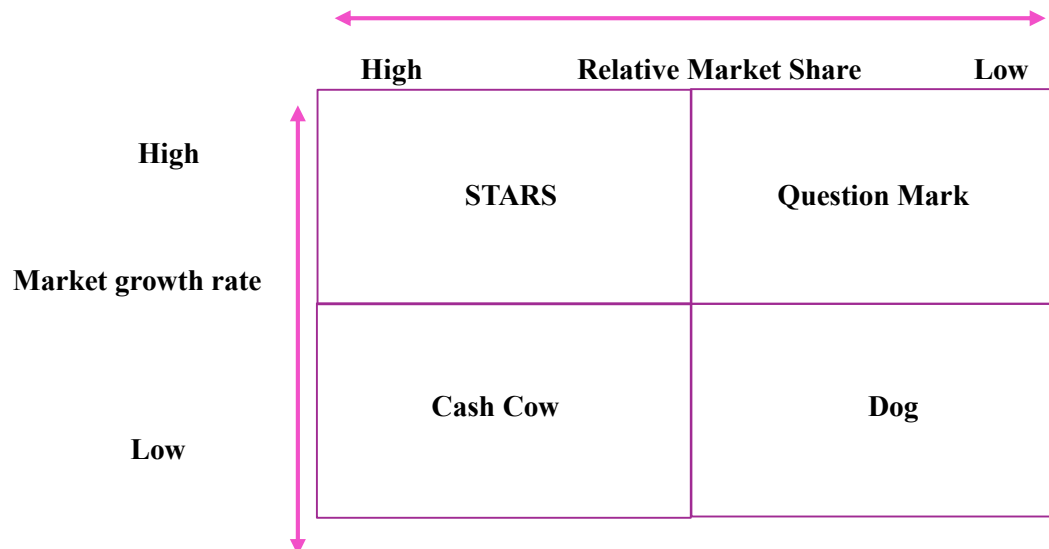 High Relative Market Share Low
High
STARS Question Mark
Market growth rate
Cash Cow Dog
Low